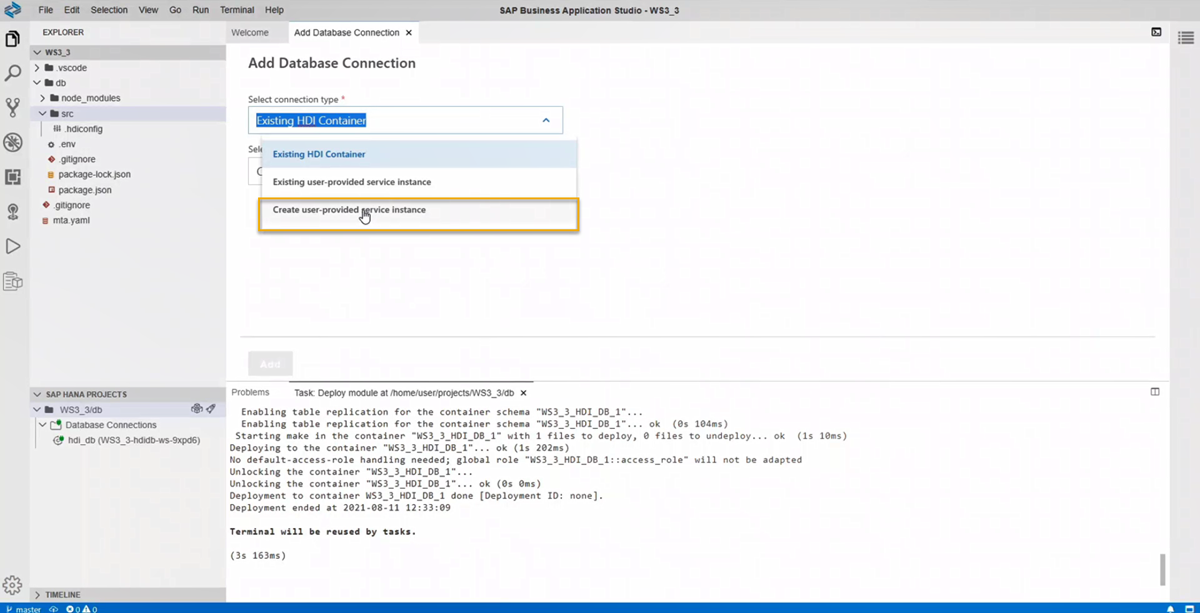 File Edit Selection View Go Run Terminal Help
SAP Business Application Studio - WS3_3
EXPLORER
WS3_3
.vscode
db
node_modules
src
.hdiconfig
.env
.gitignore
package-lock.json
package.json
.gitignore
mta.yaml
Welcome
Add Database Connection
Add Database Connection
Select connection type *
Existing HDI Container
Sele
Existing HDI Container
Existing user-provided service instance
Create user-provided service instance
Add
SAP HANA PROJECTS
WS3_3/db
Database Connections
hdi_db (WS3_3-hdidb-ws-9xpd6)
TIMELINE
Problems
Task: Deploy module at /home/user/projects/WS3_3/db
Enabling table replication for the container schema "WS3_3_HDI_DB_1"...
Enabling table replication for the container schema "WS3_3_HDI_DB_1"... ok (0s 104ms)
Starting make in the container "WS3_3_HDI_DB_1" with 1 files to deploy, 0 files to undeploy... ok (1s 10ms)
Deploying to the container "WS3_3_HDI_DB_1"... ok (1s 202ms)
No default-access-role handling needed; global role "WS3_3_HDI_DB_1::access_role" will not be adapted
Unlocking the container "WS3_3_HDI_DB_1"...
Unlocking the container "WS3_3_HDI_DB_1"... ok (0s 0ms)
Deployment to container WS3_3_HDI_DB_1 done [Deployment ID: none].
Deployment ended at 2021-08-11 12:33:09
Terminal will be reused by tasks.
(3s 163ms)
master 0 0